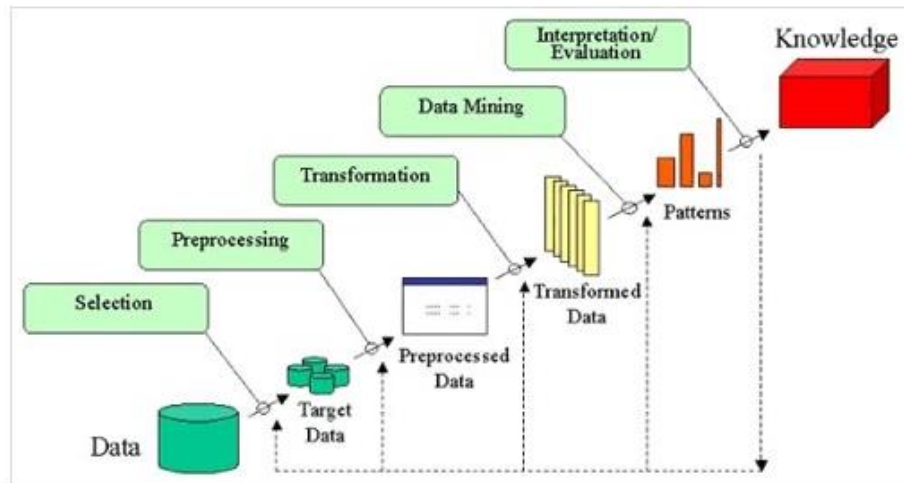 Interpretation/
Evaluation
Knowledge
Data Mining
Transformation
Patterns
Preprocessing
Transformed
Data
Selection
Preprocessed
Data
Target
Data
Data